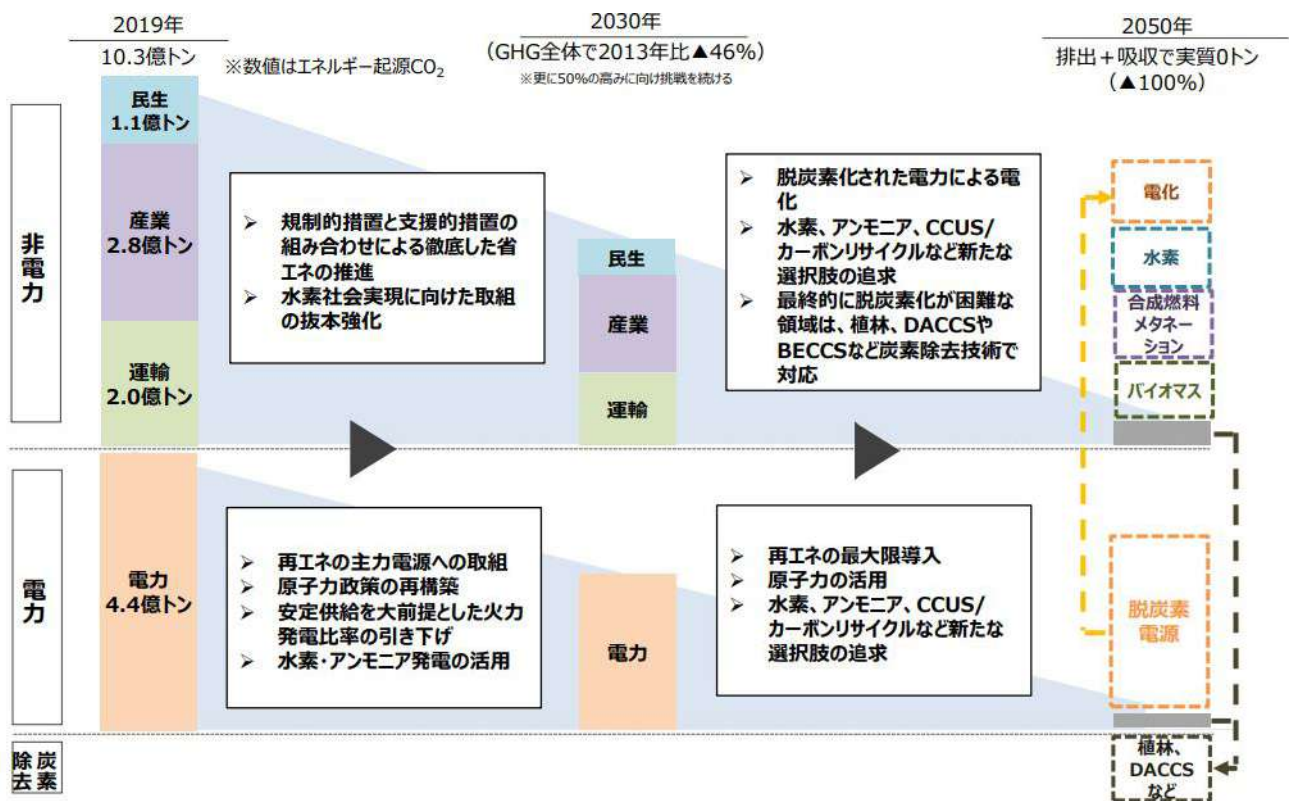 2019年
10.3億トン
※数値はエネルギー起源CO₂
2030年
(GHG全体で2013年比▲46%)
※更に50%の高みに向け挑戦を続ける
2050年
排出+吸収で実質0トン
(▲100%)
非電力
民生
1.1億トン
産業
2.8億トン
運輸
2.0億トン
➢ 規制的措置と支援的措置の
組み合わせによる徹底した省
エネの推進
➢ 水素社会実現に向けた取組
の抜本強化
民生
産業
運輸
➢ 脱炭素化された電力による電
化
➢ 水素、アンモニア、CCUS/
カーボンリサイクルなど新たな
選択肢の追求
➢ 最終的に脱炭素化が困難な
領域は、植林、DACCSや
BECCSなど炭素除去技術で
対応
電化
水素
合成燃料
メタネー
ション
バイオマス
電力
電力
4.4億トン
➢ 再エネの主力電源への取組
➢ 原子力政策の再構築
➢ 安定供給を大前提とした火力
発電比率の引き下げ
➢ 水素・アンモニア発電の活用
電力
➢ 再エネの最大限導入
➢ 原子力の活用
➢ 水素、アンモニア、CCUS/
カーボンリサイクルなど新たな
選択肢の追求
脱炭素
電源
炭素
除去
植林、
DACCS
など